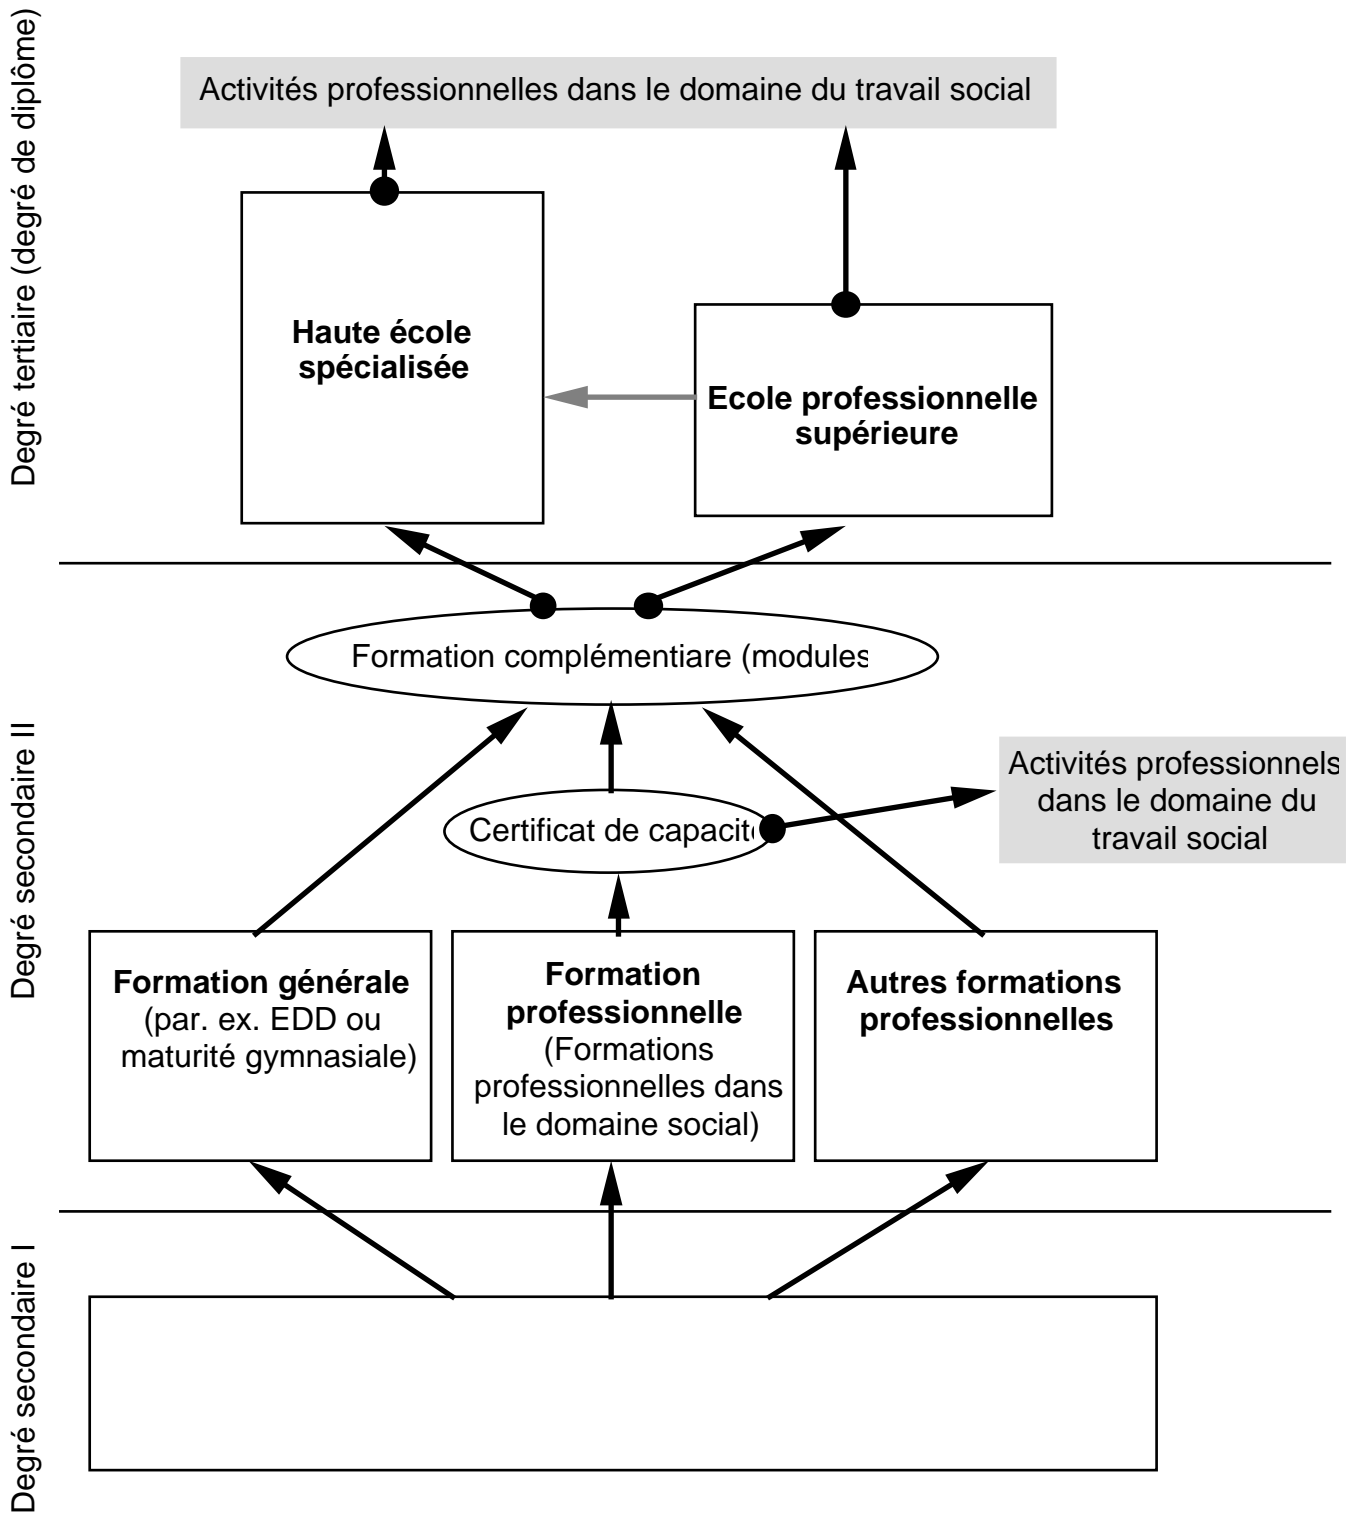 Degré tertiaire (degré de diplôme)
Activités professionnelles dans le domaine du travail social
Haute école
spécialisée
Ecole professionnelle
supérieure
Degré secondaire II
Formation complémentiare (modules
Certificat de capacité
Activités professionnels
dans le domaine du
travail social
Formation générale
(par. ex. EDD ou
maturité gymnasiale)
Formation
professionnelle
(Formations
professionnelles dans
le domaine social)
Autres formations
professionnelles
Degré secondaire I